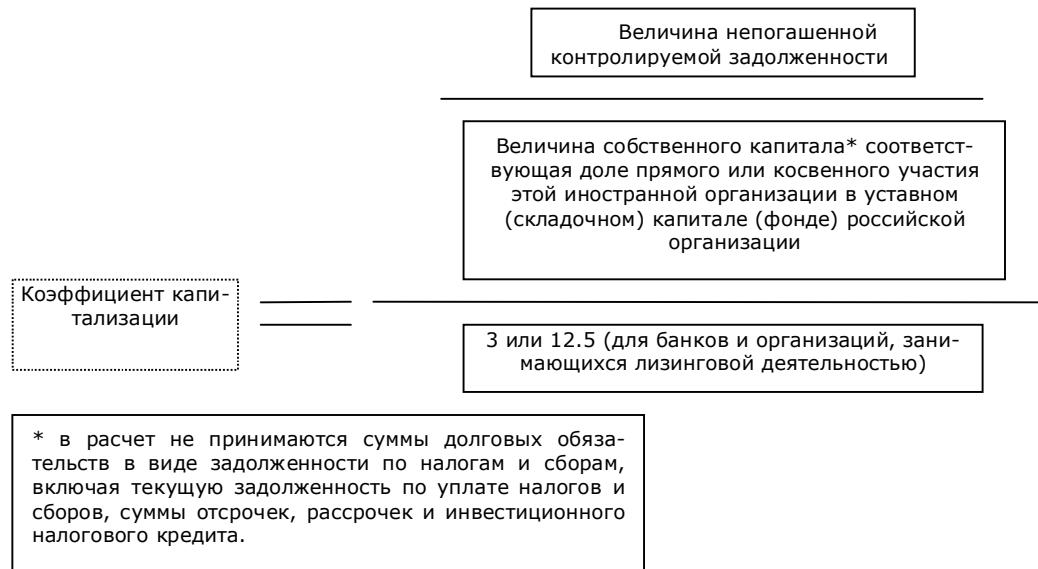 Величина непогашенной
контролируемой задолженности
Величина собственного капитала* соответст-
вующая доле прямого или косвенного участия
этой иностранной организации в уставном
(складочном) капитале (фонде) российской
организации
Коэффициент капи-
тализации
3 или 12.5 (для банков и организаций, зани-
мающихся лизинговой деятельностью)
* в расчет не принимаются суммы долговых обяза-
тельств в виде задолженности по налогам и сборам,
включая текущую задолженность по уплате налогов и
сборов, суммы отсрочек, рассрочек и инвестиционного
налогового кредита.